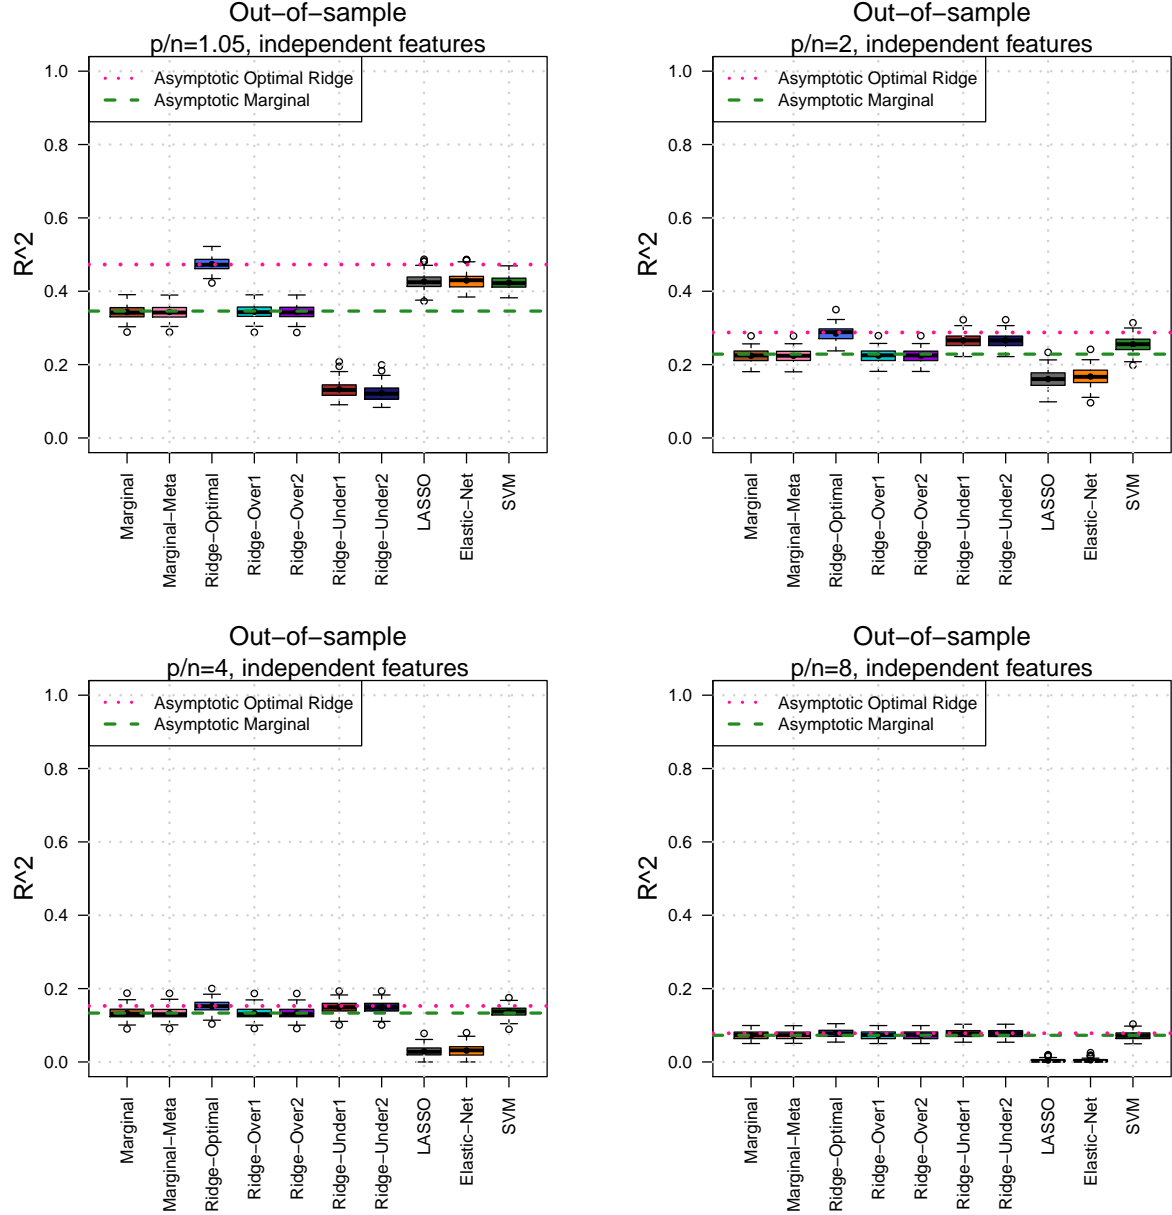 Out−of−sample
p/n=1.05, independent features
Asymptotic Optimal Ridge
Asymptotic Marginal
R^2
1.0
0.8
0.6
0.4
0.2
0.0
Marginal
Marginal−Meta
Ridge−Optimal
Ridge−Over1
Ridge−Over2
Ridge−Under1
Ridge−Under2
LASSO
Elastic−Net
SVM
Out−of−sample
p/n=2, independent features
Asymptotic Optimal Ridge
Asymptotic Marginal
R^2
1.0
0.8
0.6
0.4
0.2
0.0
Marginal
Marginal−Meta
Ridge−Optimal
Ridge−Over1
Ridge−Over2
Ridge−Under1
Ridge−Under2
LASSO
Elastic−Net
SVM
Out−of−sample
p/n=4, independent features
Asymptotic Optimal Ridge
Asymptotic Marginal
R^2
1.0
0.8
0.6
0.4
0.2
0.0
Marginal
Marginal−Meta
Ridge−Optimal
Ridge−Over1
Ridge−Over2
Ridge−Under1
Ridge−Under2
LASSO
Elastic−Net
SVM
Out−of−sample
p/n=8, independent features
Asymptotic Optimal Ridge
Asymptotic Marginal
R^2
1.0
0.8
0.6
0.4
0.2
0.0
Marginal
Marginal−Meta
Ridge−Optimal
Ridge−Over1
Ridge−Over2
Ridge−Under1
Ridge−Under2
LASSO
Elastic−Net
SVM